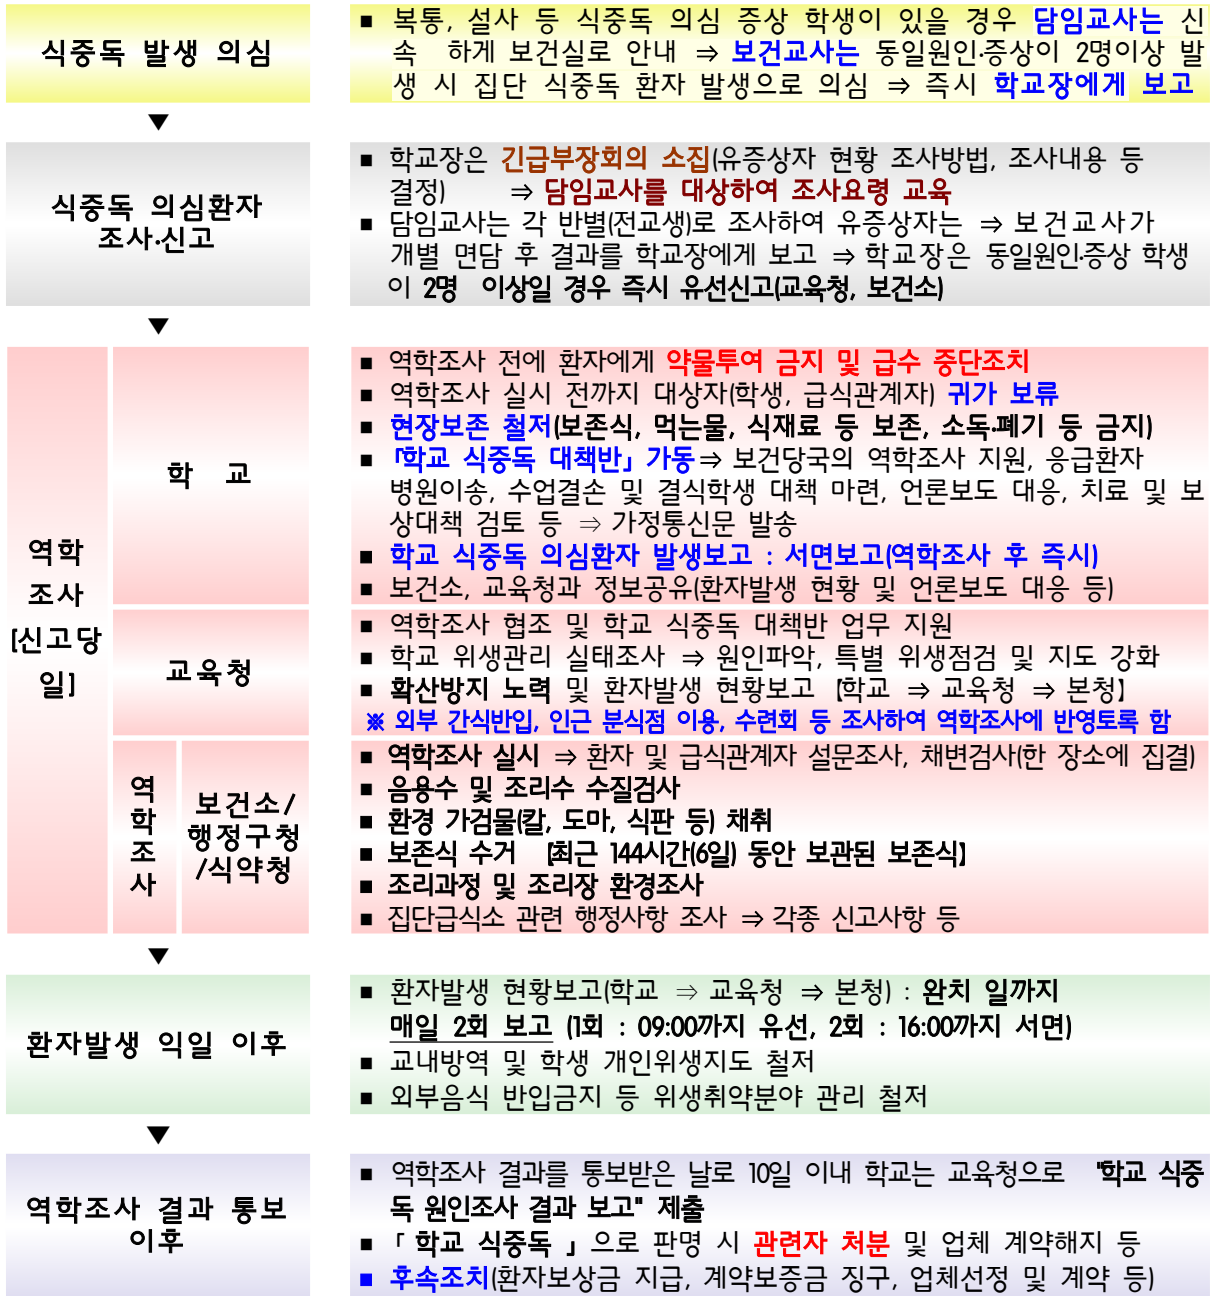 식중독 발생 의심
■ 복통, 설사 등 식중독 의심 증상 학생이 있을 경우 담임교사는 신
속 하게 보건실로 안내 ⇒ 보건교사는 동일원인·증상이 2명이상 발
생 시 집단 식중독 환자 발생으로 의심 ⇒ 즉시 학교장에게 보고
▼
식중독 의심환자
조사·신고
■ 학교장은 긴급부장회의 소집(유증상자 현황 조사방법, 조사내용 등
결정) ⇒ 담임교사를 대상하여 조사요령 교육
■ 담임교사는 각 반별(전교생)로 조사하여 유증상자는 ⇒ 보건교사가
개별 면담 후 결과를 학교장에게 보고 ⇒ 학교장은 동일원인·증상 학생
이 2명 이상일 경우 즉시 유선신고(교육청, 보건소)
▼
역학
조사
[신고당
일]
학 교
■ 역학조사 전에 환자에게 약물투여 금지 및 급수 중단조치
■ 역학조사 실시 전까지 대상자(학생, 급식관계자) 귀가 보류
■ 현장보존 철저(보존식, 먹는물, 식재료 등 보존, 소독·폐기 등 금지)
■ 「학교 식중독 대책반」 가동 ⇒ 보건당국의 역학조사 지원, 응급환자
병원이송, 수업결손 및 결식학생 대책 마련, 언론보도 대응, 치료 및 보
상대책 검토 등 ⇒ 가정통신문 발송
■ 학교 식중독 의심환자 발생보고 : 서면보고(역학조사 후 즉시)
■ 보건소, 교육청과 정보공유(환자발생 현황 및 언론보도 대응 등)
교육청
■ 역학조사 협조 및 학교 식중독 대책반 업무 지원
■ 학교 위생관리 실태조사 ⇒ 원인파악, 특별 위생점검 및 지도 강화
■ 확산방지 노력 및 환자발생 현황보고 [학교 ⇒ 교육청 ⇒ 본청]
※ 외부 간식반입, 인근 분식점 이용, 수련회 등 조사하여 역학조사에 반영토록 함
역
학
조
사
보건소/
행정구청
/식약청
■ 역학조사 실시 ⇒ 환자 및 급식관계자 설문조사, 채변검사(한 장소에 집결)
■ 음용수 및 조리수 수질검사
■ 환경 가검물(칼, 도마, 식판 등) 채취
■ 보존식 수거 [최근 144시간(6일) 동안 보관된 보존식]
■ 조리과정 및 조리장 환경조사
■ 집단급식소 관련 행정사항 조사 ⇒ 각종 신고사항 등
▼
환자발생 익일 이후
■ 환자발생 현황보고(학교 ⇒ 교육청 ⇒ 본청) : 완치 일까지
매일 2회 보고 (1회 : 09:00까지 유선, 2회 : 16:00까지 서면)
■ 교내방역 및 학생 개인위생지도 철저
■ 외부음식 반입금지 등 위생취약분야 관리 철저
▼
역학조사 결과 통보
이후
■ 역학조사 결과를 통보받은 날로 10일 이내 학교는 교육청으로 "학교 식중
독 원인조사 결과 보고" 제출
■ 「 학교 식중독 」 으로 판명 시 관련자 처분 및 업체 계약해지 등
■ 후속조치(환자보상금 지급, 계약보증금 징구, 업체선정 및 계약 등)